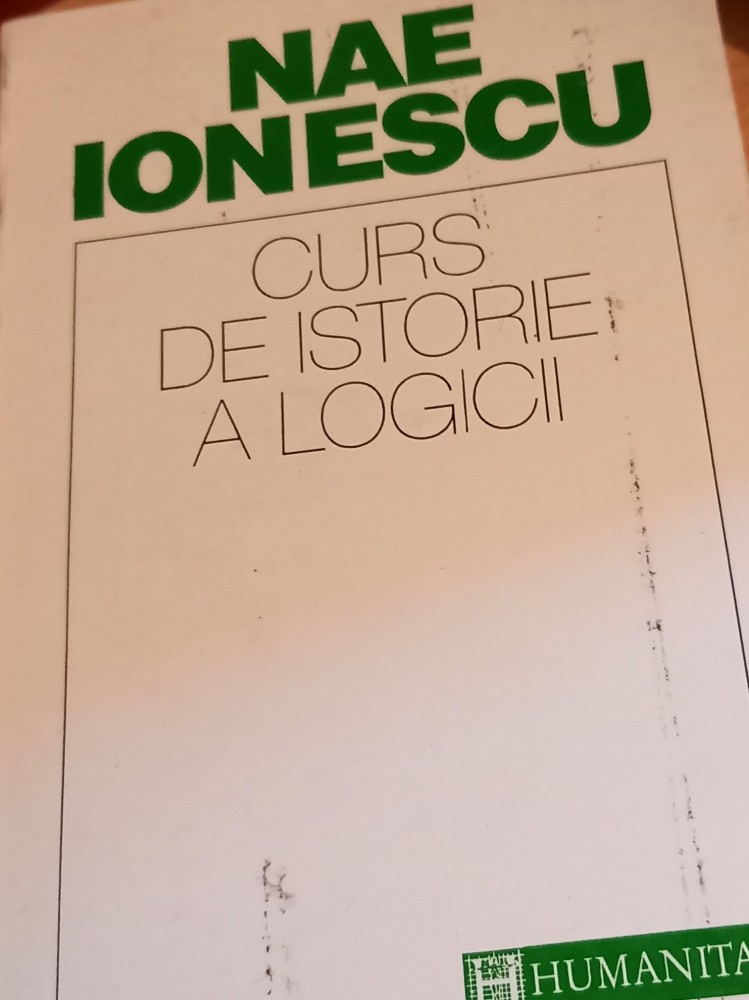 NAE
IONESCU
CURS
DE ISTORIE
A LOGICII
HUMANITA